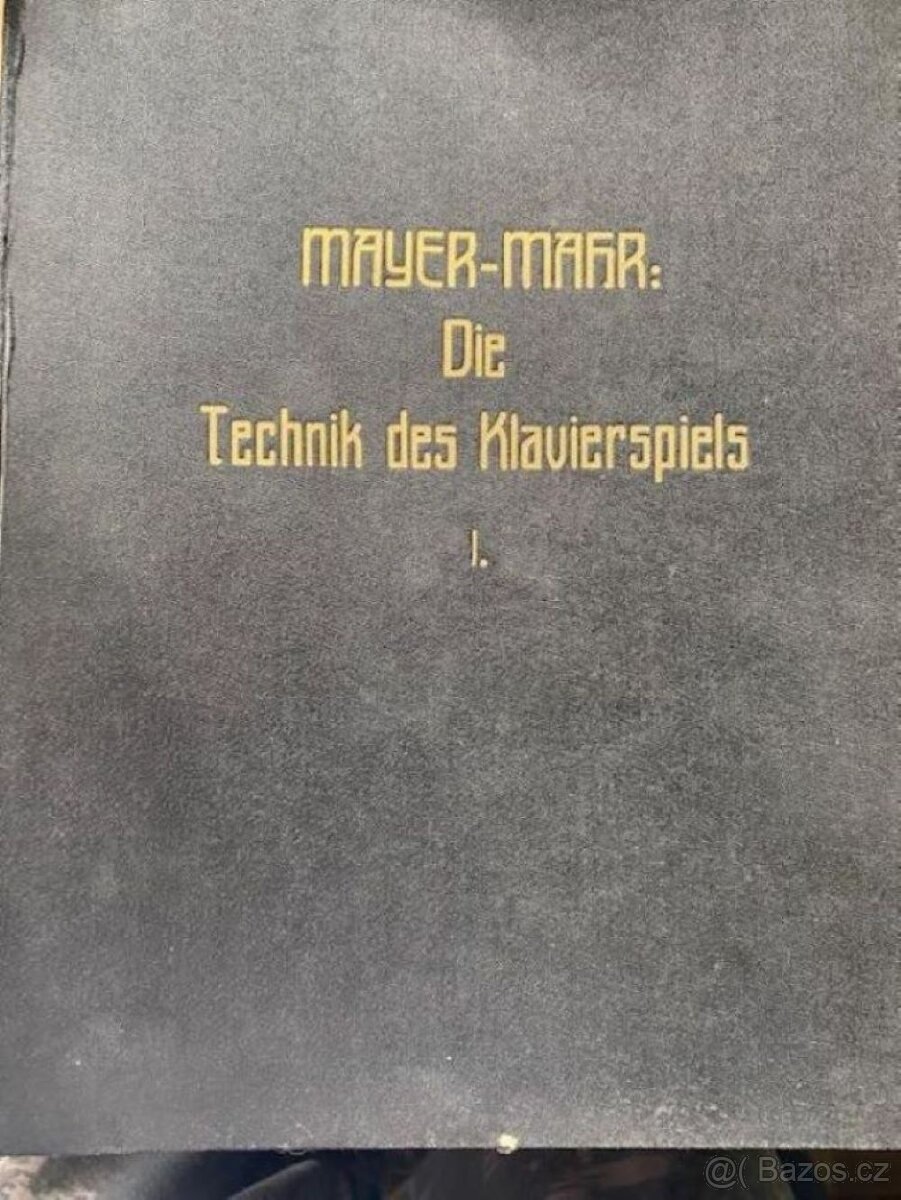 MAYER-MAHR:
Die
Technik des Klavierspiels
I.
@( Bazos.cz